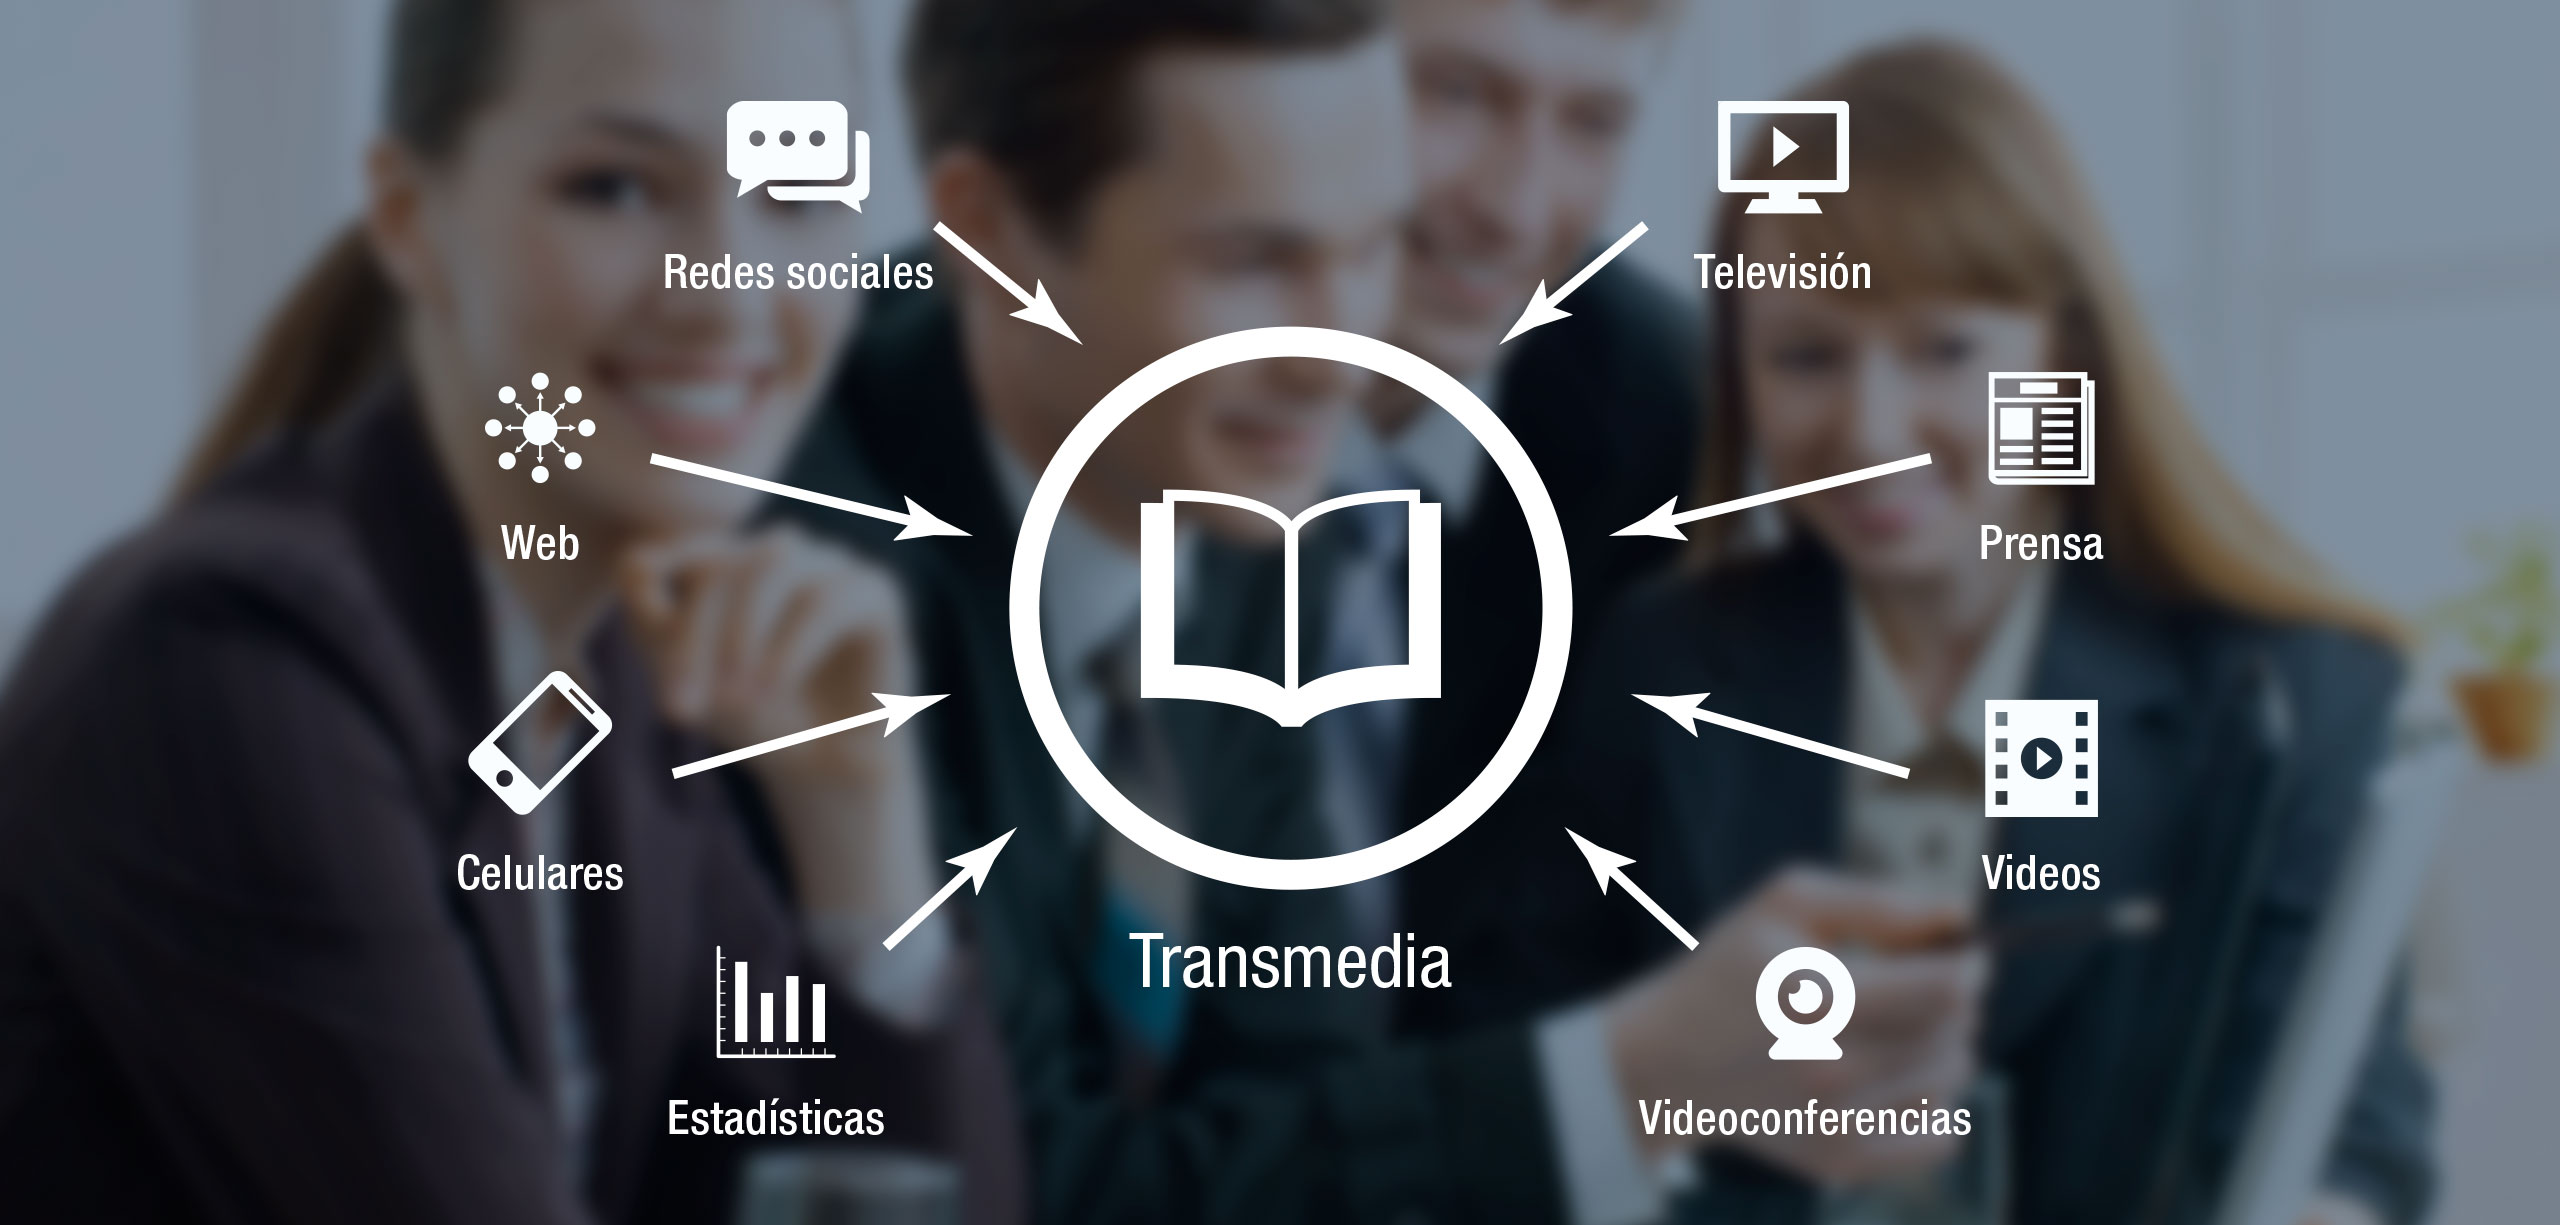 Redes sociales
Televisión
Web
Prensa
Celulares
Videos
Transmedia
Estadísticas
Videoconferencias